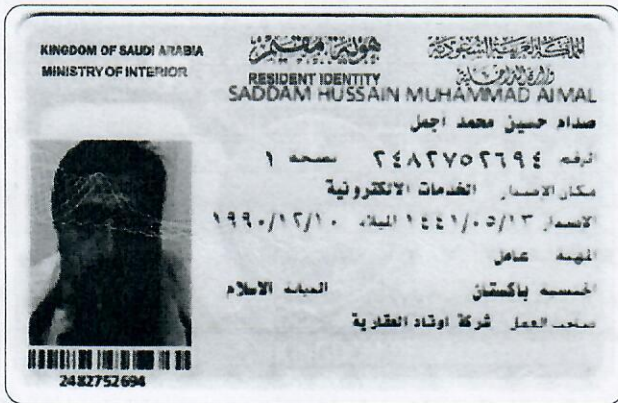 KINGDOM OF SAUDI ARABIA
MINISTRY OF INTERIOR
هوية مقيم
RESIDENT IDENTITY
المملكة العربية السعودية
وزارة الداخلية
SADDAM HUSSAIN MUHAMMAD AJMAL
صدام حسين محمد اجمل
الرقم ٢٤٨٢٧٥٢٦٩٤ نسخة ١
مكان الاصدار الخدمات الالكترونية
الاصدار ١٤٤١/٠٥/١٣ الميلاد ١٩٩٠/١٢/١٠
المهنة عامل
الجنسية باكستان الديانة الاسلام
صاحب العمل شركة اوتاد العقارية
2482752694